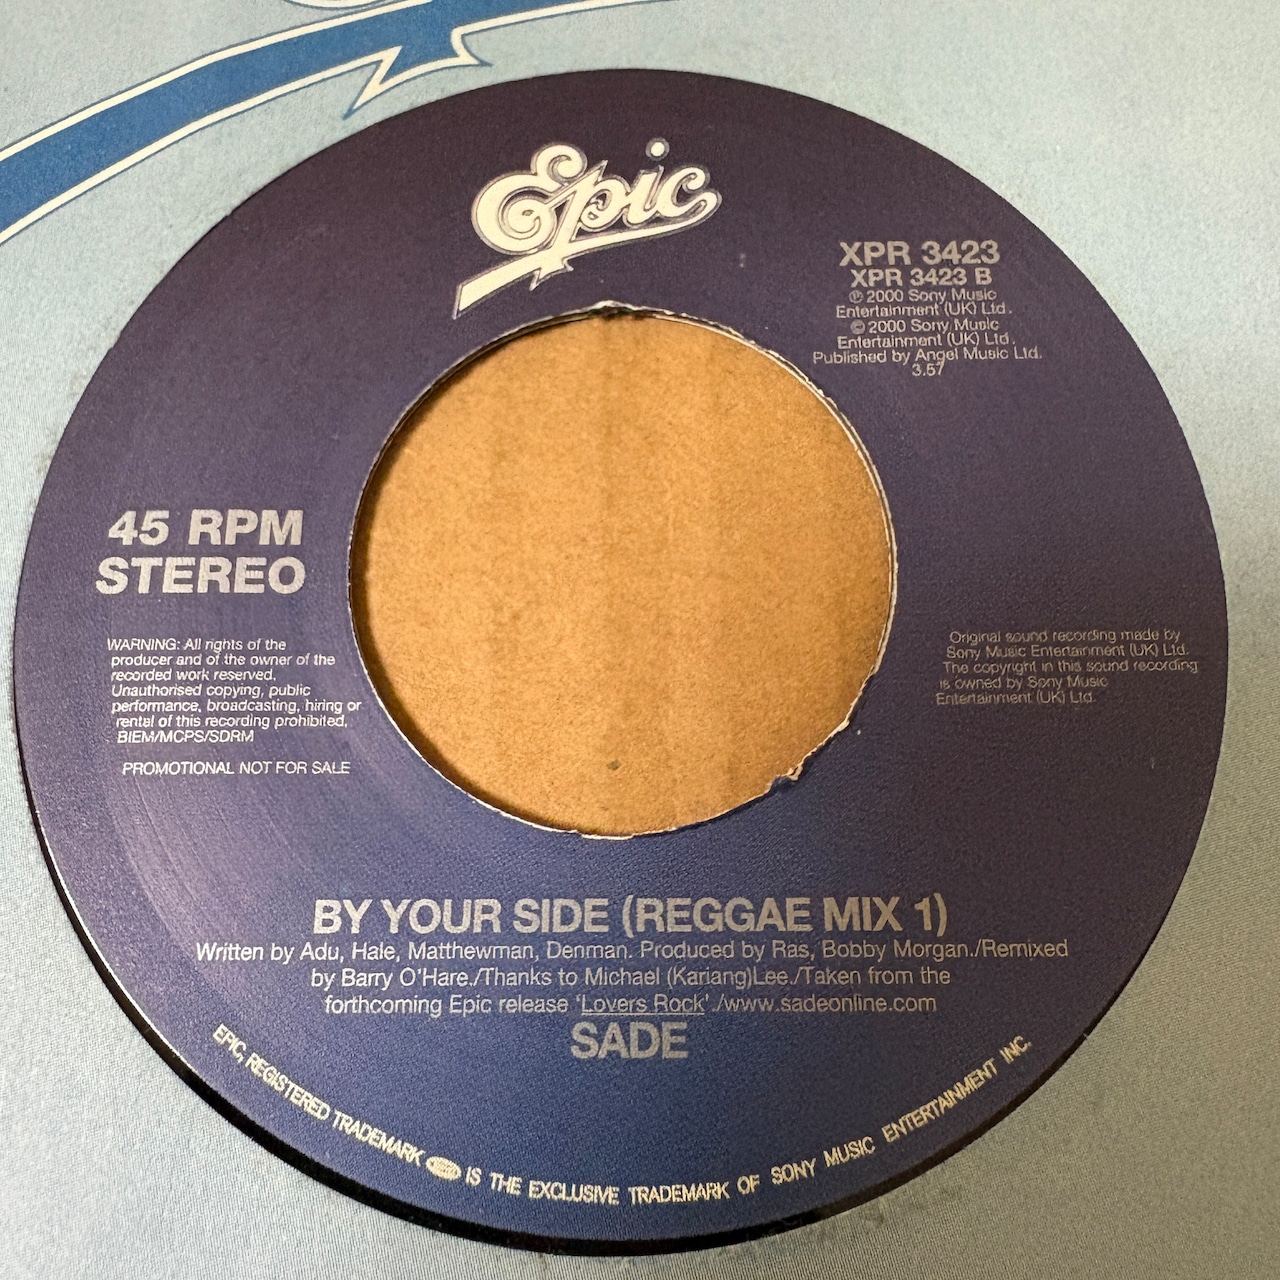 Epic
XPR 3423
XPR 3423 B
℗ 2000 Sony Music
Entertainment (UK) Ltd.
© 2000 Sony Music
Entertainment (UK) Ltd.
Published by Angel Music Ltd.
3.57
45 RPM
STEREO
WARNING: All rights of the
producer and of the owner of the
recorded work reserved.
Unauthorised copying, public
performance, broadcasting, hiring or
rental of this recording prohibited.
BIEM/MCPS/SDRM
PROMOTIONAL NOT FOR SALE
Original sound recording made by
Sony Music Entertainment (UK) Ltd.
The copyright in this sound recording
is owned by Sony Music
Entertainment (UK) Ltd.
BY YOUR SIDE (REGGAE MIX 1)
Written by Adu, Hale, Matthewman, Denman. Produced by Ras, Bobby Morgan./Remixed
by Barry O'Hare./Thanks to Michael (Kariang)Lee./Taken from the
forthcoming Epic release 'Lovers Rock'./www.sadeonline.com
SADE
EPIC, REGISTERED TRADEMARK IS THE EXCLUSIVE TRADEMARK OF SONY MUSIC ENTERTAINMENT INC.